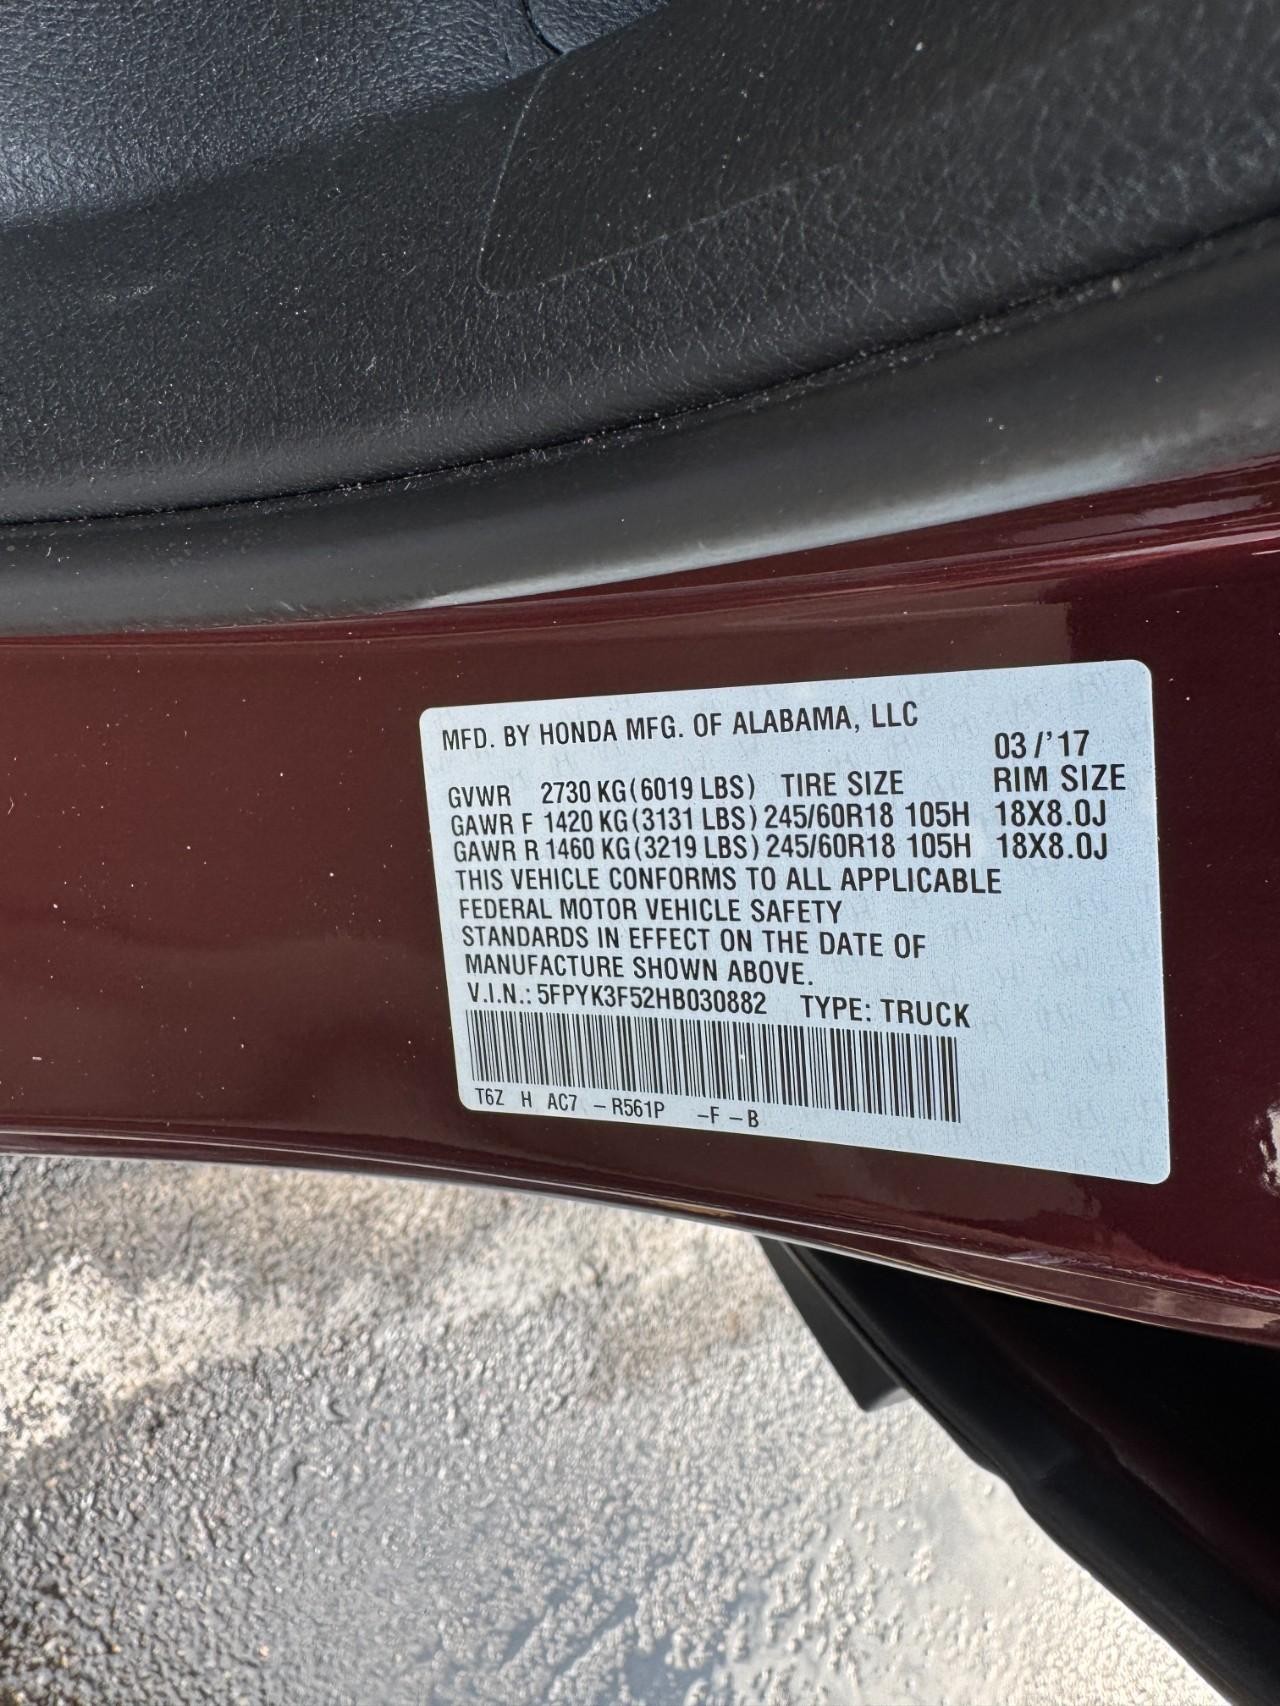 MFD. BY HONDA MFG. OF ALABAMA, LLC
03/'17
GVWR 2730 KG(6019 LBS) TIRE SIZE RIM SIZE
GAWR F 1420 KG(3131 LBS) 245/60R18 105H 18X8.0J
GAWR R 1460 KG(3219 LBS) 245/60R18 105H 18X8.0J
THIS VEHICLE CONFORMS TO ALL APPLICABLE
FEDERAL MOTOR VEHICLE SAFETY
STANDARDS IN EFFECT ON THE DATE OF
MANUFACTURE SHOWN ABOVE.
V.I.N.: 5FPYK3F52HB030882 TYPE: TRUCK
T6Z H AC7 -R561P -F -B